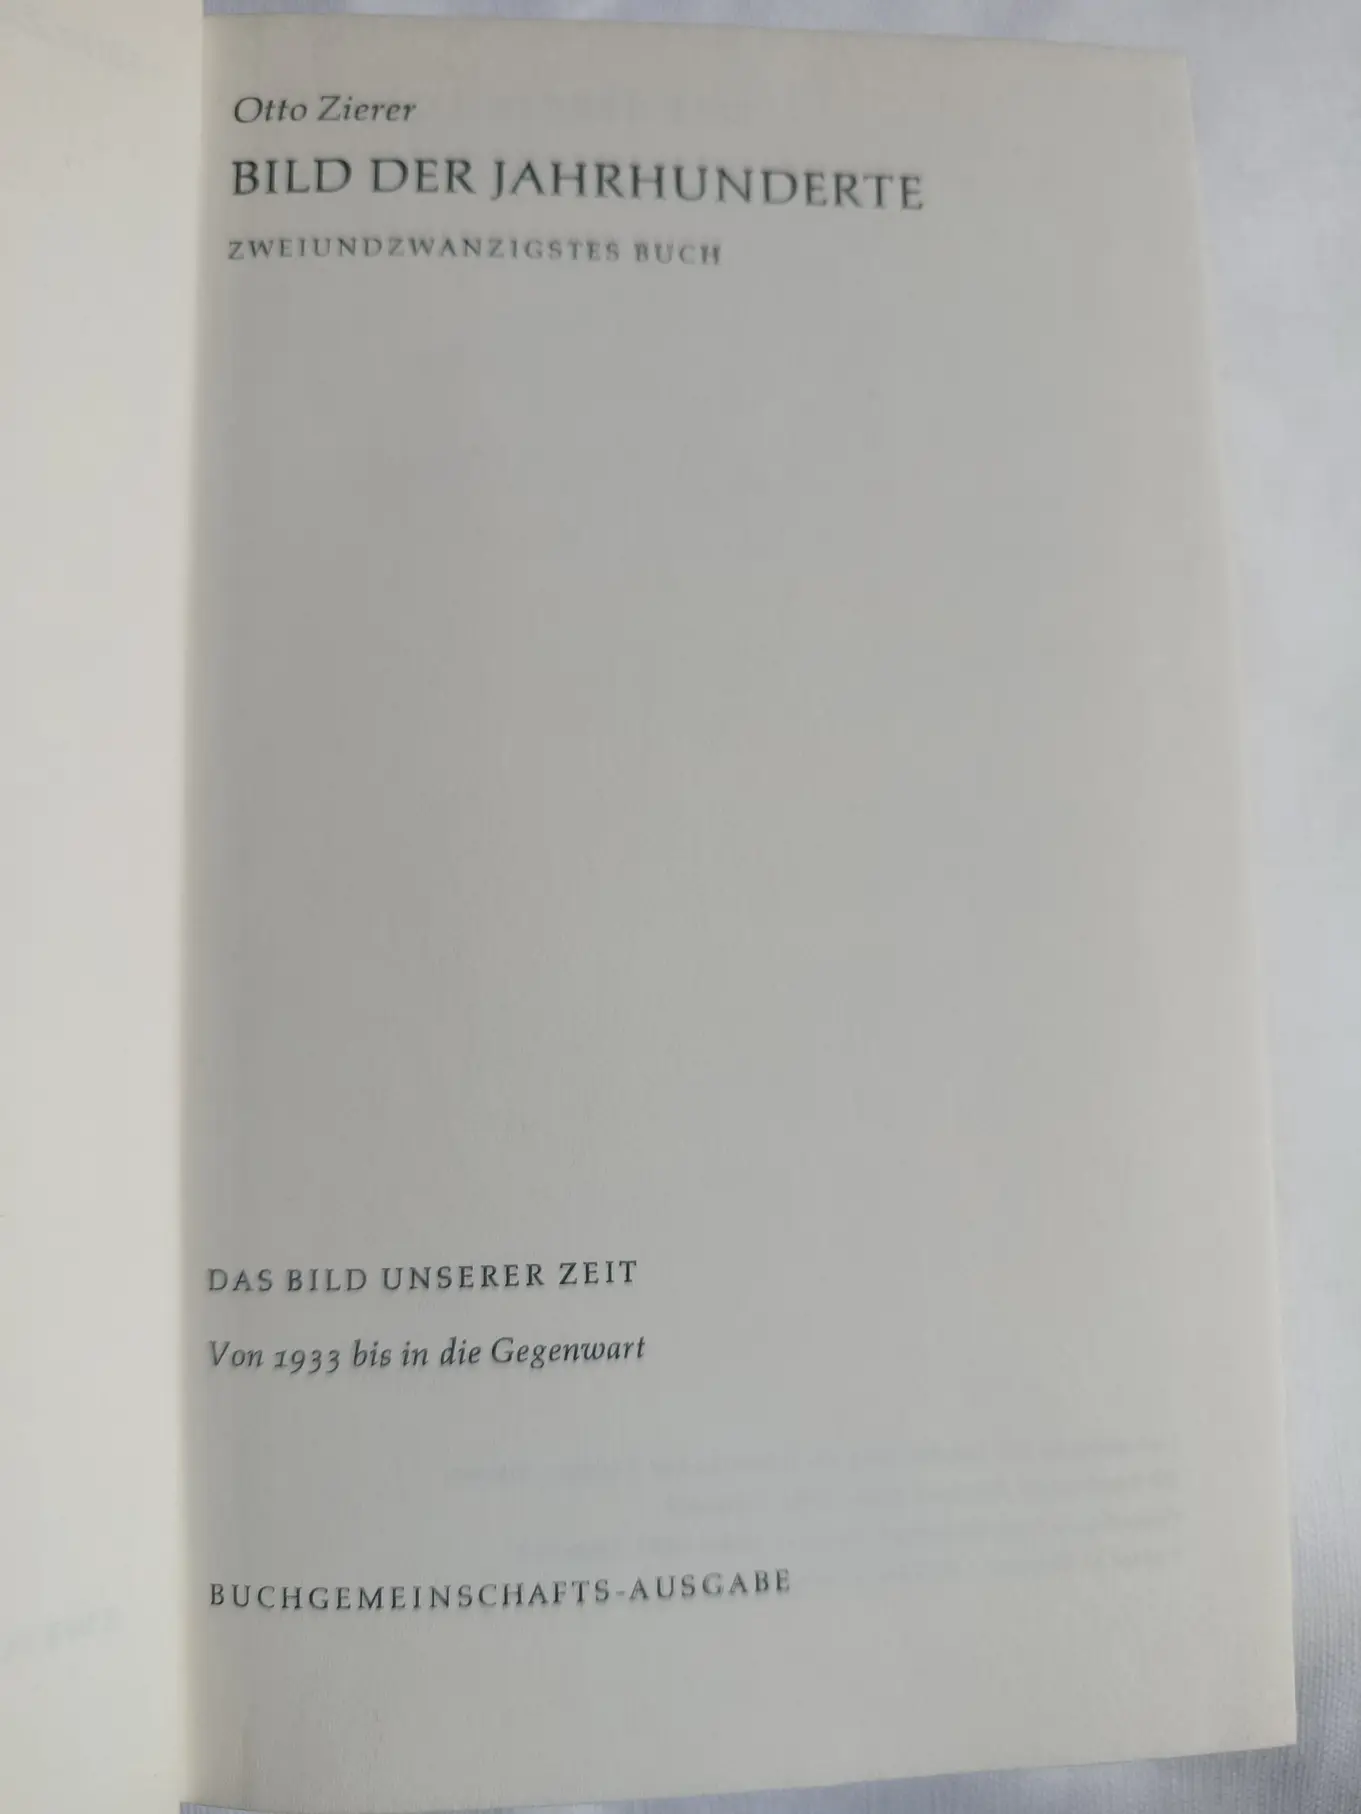 Otto Zierer
BILD DER JAHRHUNDERTE
ZWEIUNDZWANZIGSTES BUCH
DAS BILD UNSERER ZEIT
Von 1933 bis in die Gegenwart
BUCHGEMEINSCHAFTS-AUSGABE